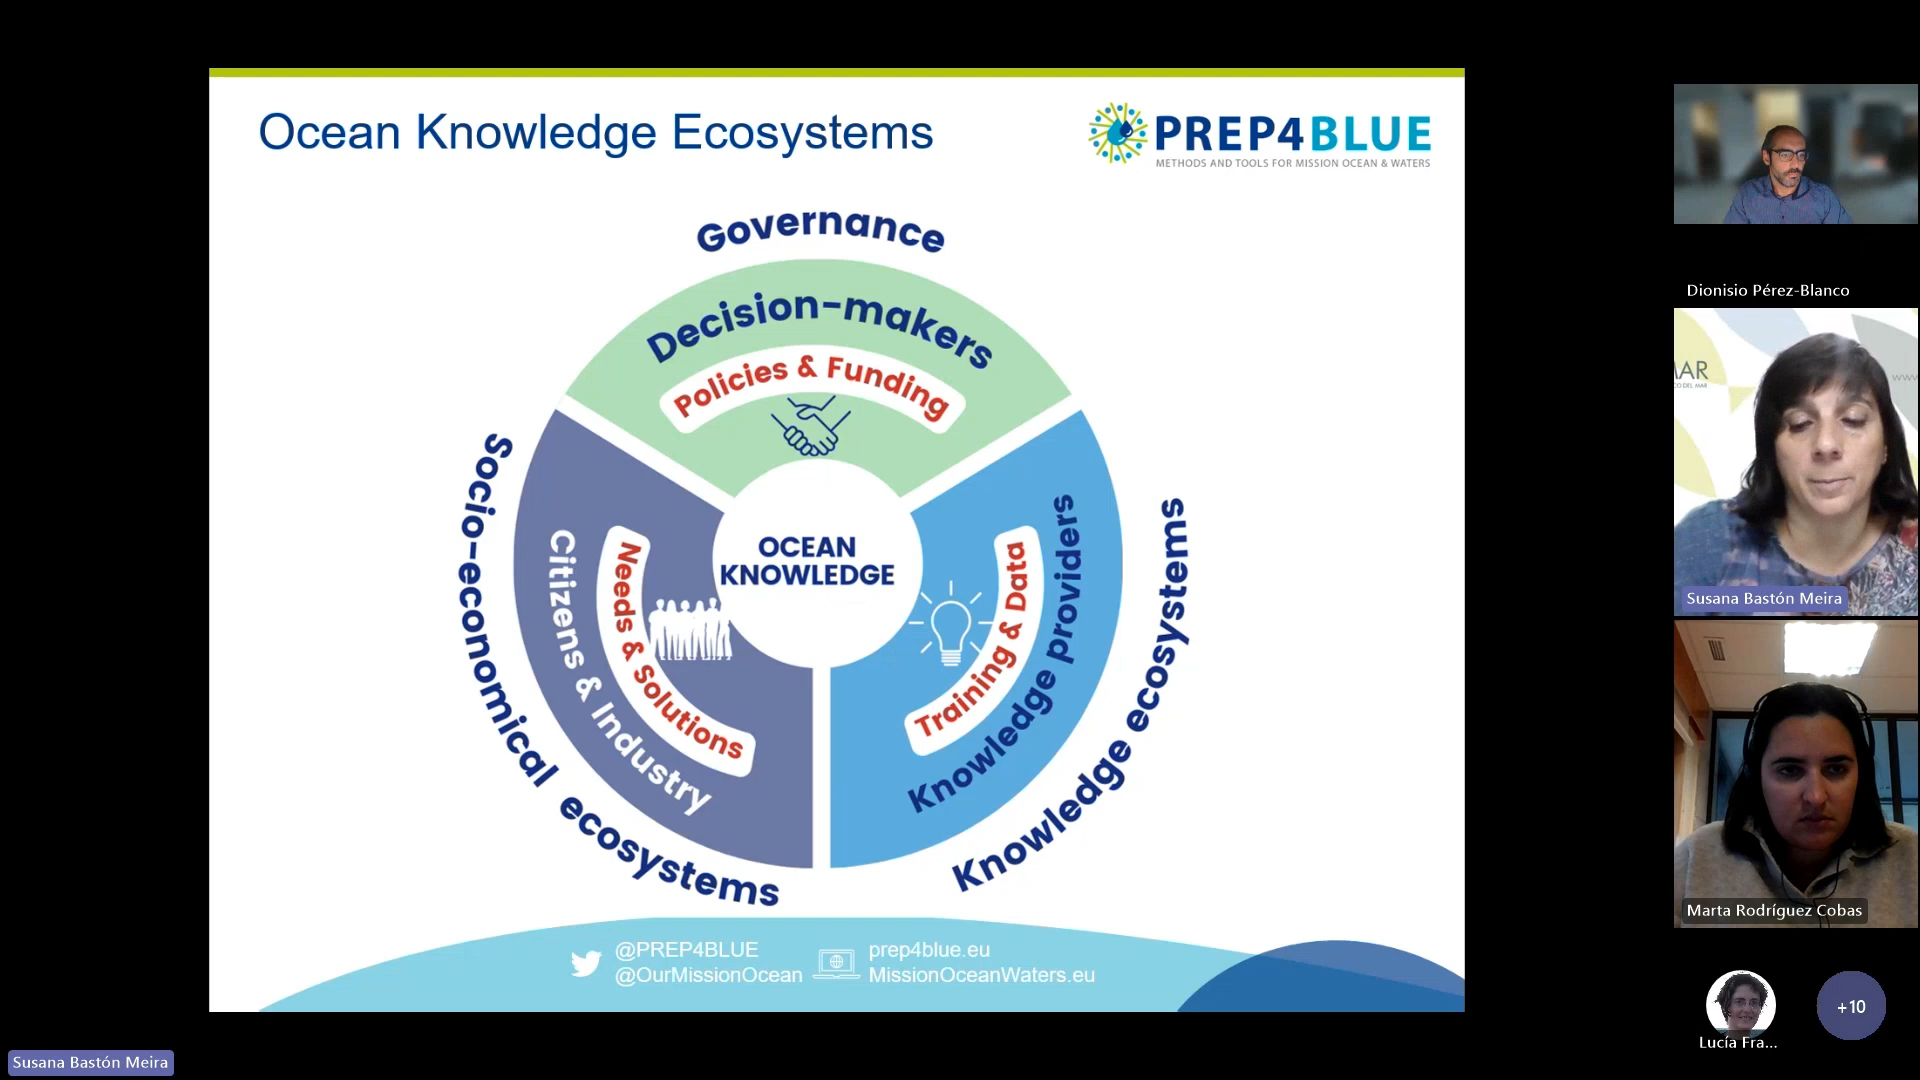 Ocean Knowledge Ecosystems
PREP4BLUE
METHODS AND TOOLS FOR MISSION OCEAN & WATERS
Governance
Decision-makers
Policies & Funding
Socio-economical ecosystems
Citizens & Industry
Needs & Solutions
OCEAN
KNOWLEDGE
Training & Data
Knowledge providers
Knowledge ecosystems
@PREP4BLUE
@OurMissionOcean
prep4blue.eu
MissionOceanWaters.eu
Dionisio Pérez-Blanco
Susana Bastón Meira
Marta Rodríguez Cobas
Lucía Fra...
+10
Susana Bastón Meira